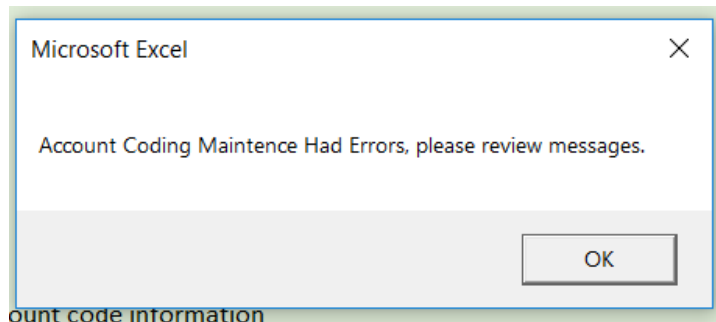 Microsoft Excel
Account Coding Maintence Had Errors, please review messages.
OK
ount code information